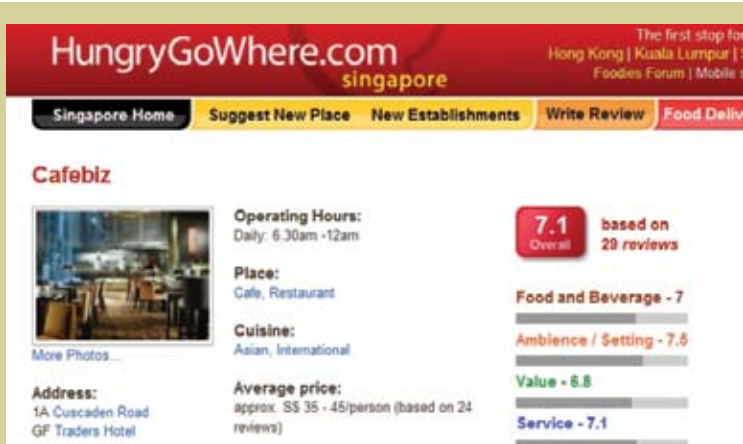 HungryGoWhere.com
singapore
The first stop for
Hong Kong | Kuala Lumpur |
Foodies Forum | Mobile
Singapore Home
Suggest New Place
New Establishments
Write Review
Food Deliv
Cafebiz
More Photos...
Address:
1A Cuscaden Road
GF Traders Hotel
Operating Hours:
Daily: 6.30am -12am
Place:
Cafe, Restaurant
Cuisine:
Asian, International
Average price:
approx. S$ 35 - 45/person (based on 24
reviews)
7.1
Overall
based on
29 reviews
Food and Beverage - 7
Ambience / Setting - 7.5
Value - 6.8
Service - 7.1